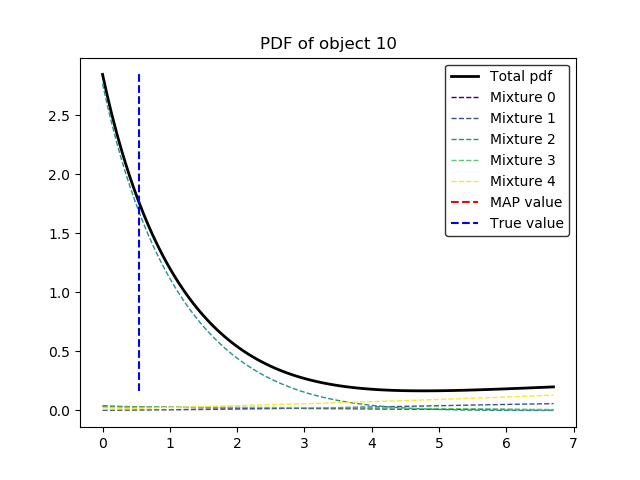 PDF of object 10
Total pdf
Mixture 0
Mixture 1
Mixture 2
Mixture 3
Mixture 4
MAP value
True value
2.5
2.0
1.5
1.0
0.5
0.0
0 1 2 3 4 5 6 7